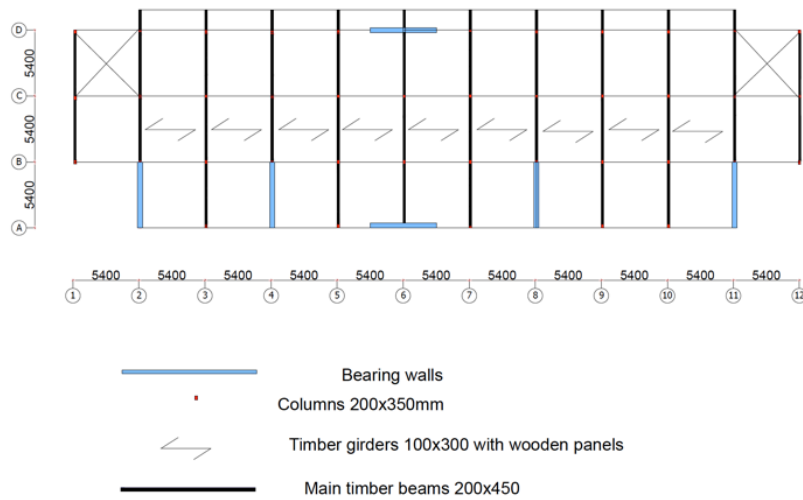 D
5400
C
5400
B
5400
A
5400 5400 5400 5400 5400 5400 5400 5400 5400 5400 5400
1 2 3 4 5 6 7 8 9 10 11 12
Bearing walls
Columns 200x350mm
Timber girders 100x300 with wooden panels
Main timber beams 200x450